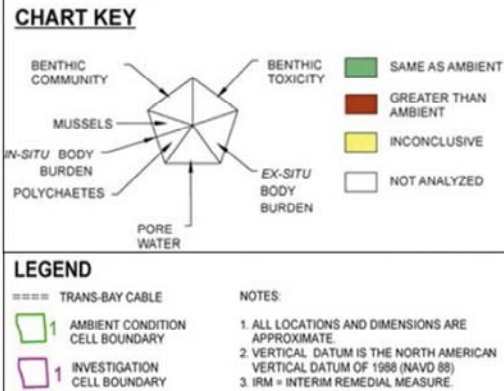 CHART KEY
BENTHIC
COMMUNITY
BENTHIC
TOXICITY
MUSSELS
IN-SITU BODY
BURDEN
POLYCHAETES
EX-SITU
BODY
BURDEN
PORE
WATER
SAME AS AMBIENT
GREATER THAN
AMBIENT
INCONCLUSIVE
NOT ANALYZED
LEGEND
==== TRANS-BAY CABLE
1 AMBIENT CONDITION
CELL BOUNDARY
1 INVESTIGATION
CELL BOUNDARY
NOTES:
1. ALL LOCATIONS AND DIMENSIONS ARE
APPROXIMATE.
2. VERTICAL DATUM IS THE NORTH AMERICAN
VERTICAL DATUM OF 1988 (NAVD 88)
3. IRM = INTERIM REMEDIAL MEASURE